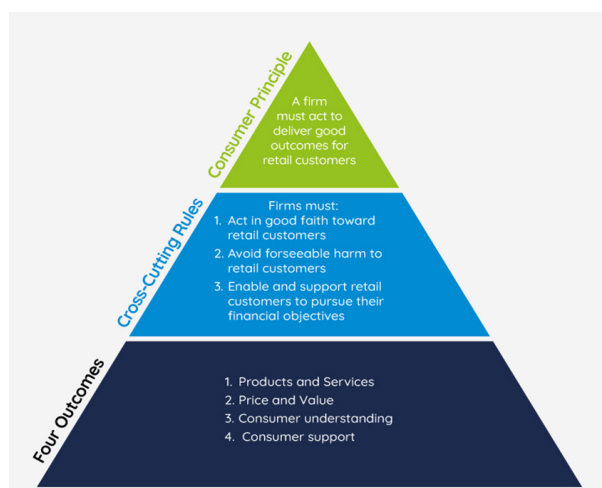 Consumer Principle
A firm
must act to
deliver good
outcomes for
retail customers
Cross-Cutting Rules
Firms must:
1. Act in good faith toward
retail customers
2. Avoid forseeable harm to
retail customers
3. Enable and support retail
customers to pursue their
financial objectives
Four Outcomes
1. Products and Services
2. Price and Value
3. Consumer understanding
4. Consumer support